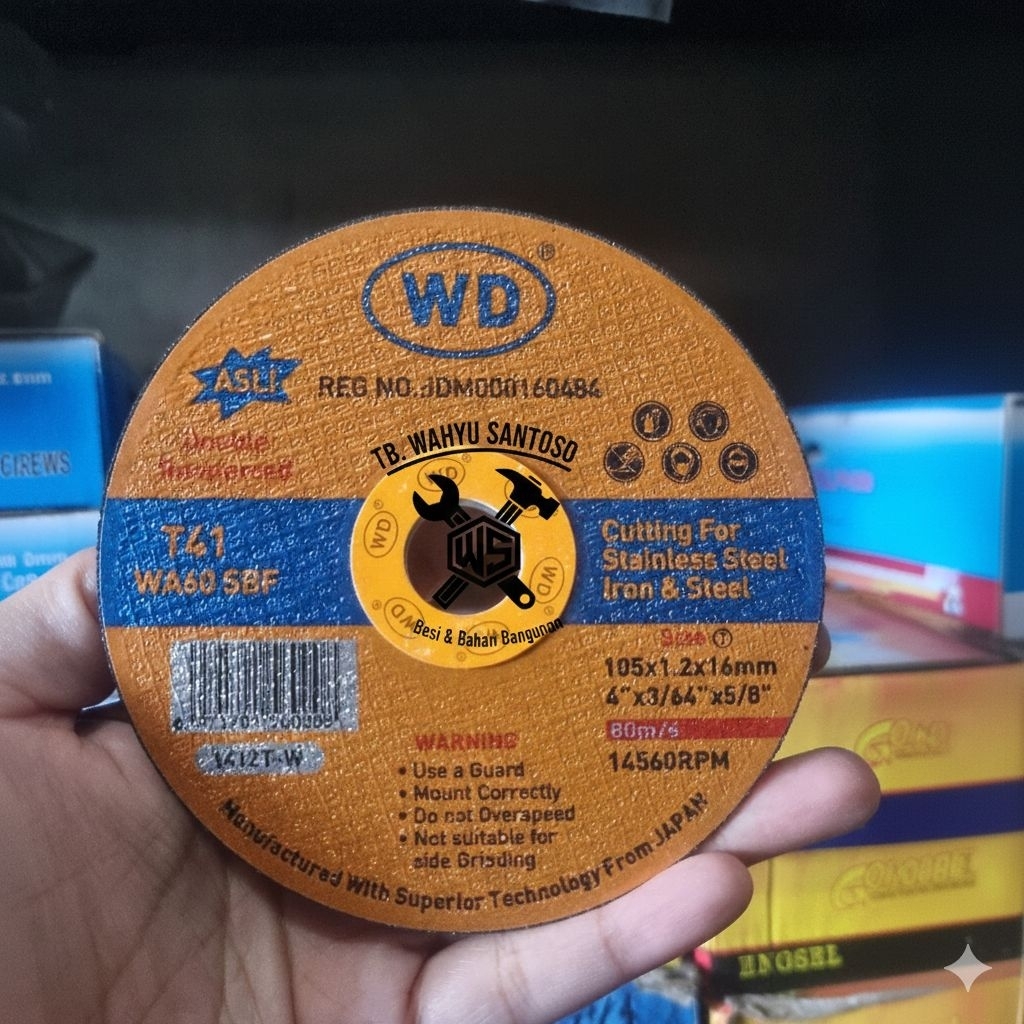 WD
ASLI
REG NO.:IDM000160484
Double
Reinforced
TB. WAHYU SANTOSO
WD
WD
WD
WD
WS
T41
WA60 SBF
Cutting For
Stainless Steel
Iron & Steel
Besi & Bahan Bangunan
Size T
105x1.2x16mm
4"x3/64"x5/8"
80m/s
14560RPM
1412T-W
WARNING
• Use a Guard
• Mount Correctly
• Do not Overspeed
• Not suitable for
side Grinding
Manufactured With Superior Technology From JAPAN